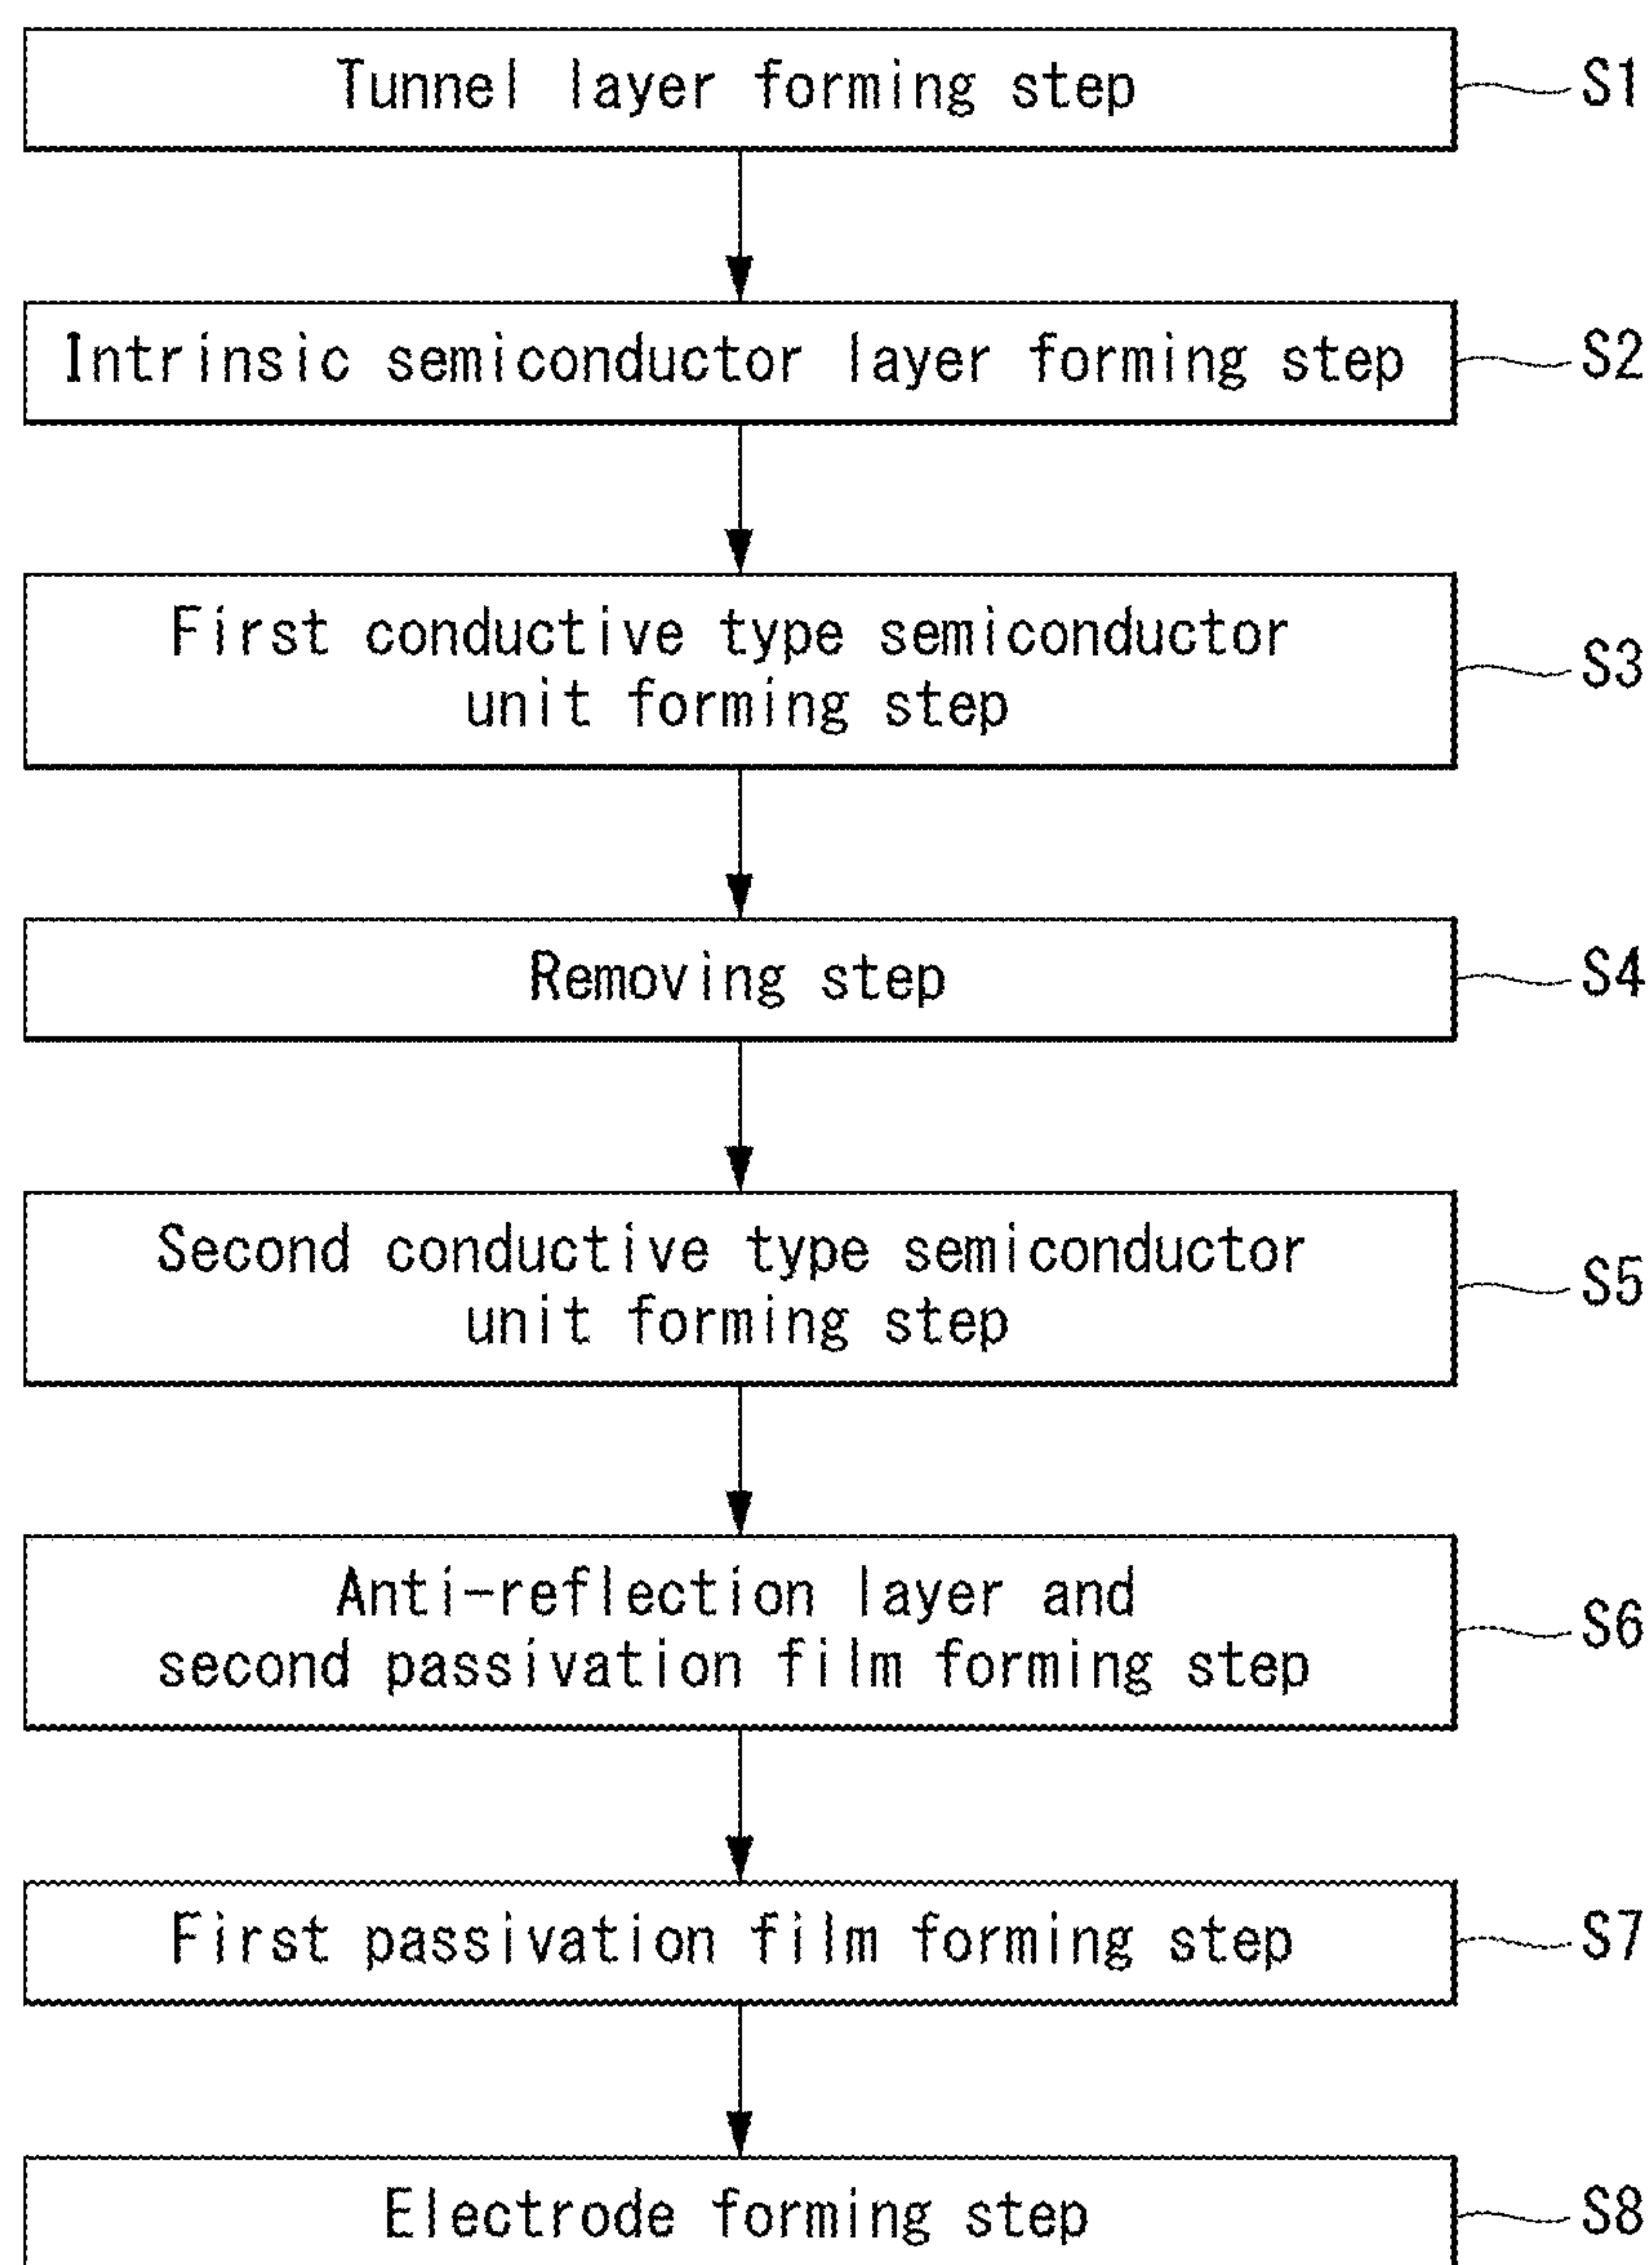 Tunnel layer forming step S1
Intrinsic semiconductor layer forming step S2
First conductive type semiconductor
unit forming step
S3
Removing step S4
Second conductive type semiconductor
unit forming step
S5
Anti-reflection layer and
second passivation film forming step
S6
First passivation film forming step S7
Electrode forming step S8